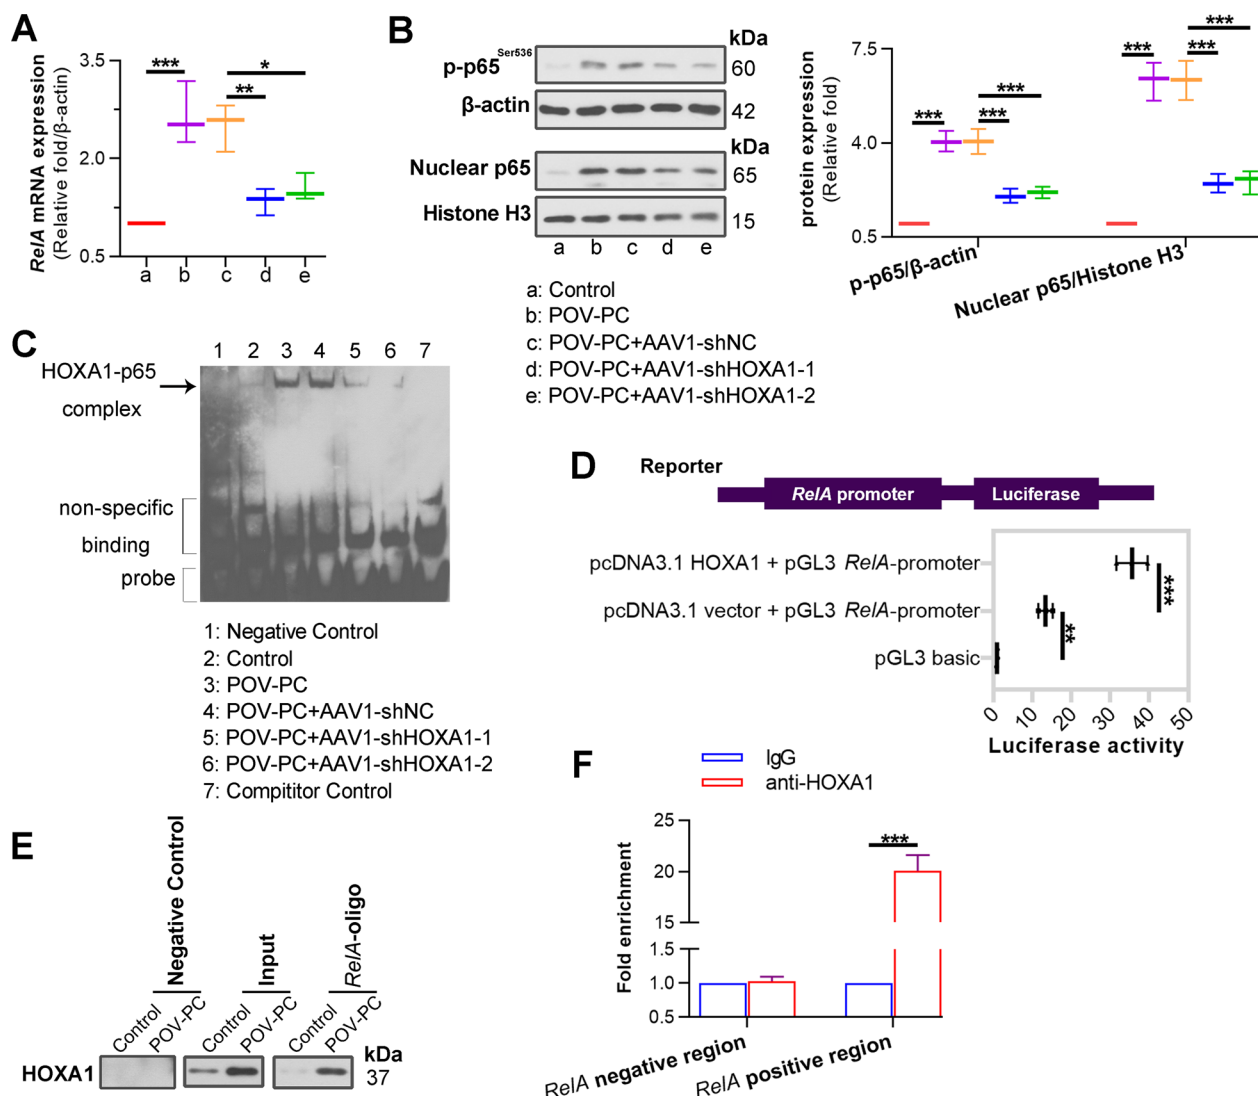 A
RelA mRNA expression
(Relative fold/β-actin)
3.5
2.0
0.5
***
*
**
a b c d e
B
kDa
p-p65Ser536
60
β-actin
42
kDa
Nuclear p65
65
Histone H3
15
a b c d e
a: Control
b: POV-PC
c: POV-PC+AAV1-shNC
d: POV-PC+AAV1-shHOXA1-1
e: POV-PC+AAV1-shHOXA1-2
protein expression
(Relative fold)
7.5
4.0
0.5
***
***
***
***
***
***
p-p65/β-actin
Nuclear p65/Histone H3
C
1 2 3 4 5 6 7
HOXA1-p65
complex
non-specific
binding
probe
1: Negative Control
2: Control
3: POV-PC
4: POV-PC+AAV1-shNC
5: POV-PC+AAV1-shHOXA1-1
6: POV-PC+AAV1-shHOXA1-2
7: Compititor Control
D
Reporter
RelA promoter
Luciferase
pcDNA3.1 HOXA1 + pGL3 RelA-promoter
pcDNA3.1 vector + pGL3 RelA-promoter
pGL3 basic
***
**
0 10 20 30 40 50
Luciferase activity
E
Negative Control
Input
RelA-oligo
Control
POV-PC
Control
POV-PC
Control
POV-PC
kDa
HOXA1
37
F
IgG
anti-HOXA1
Fold enrichment
25
20
15
1.5
1.0
0.5
***
RelA negative region
RelA positive region